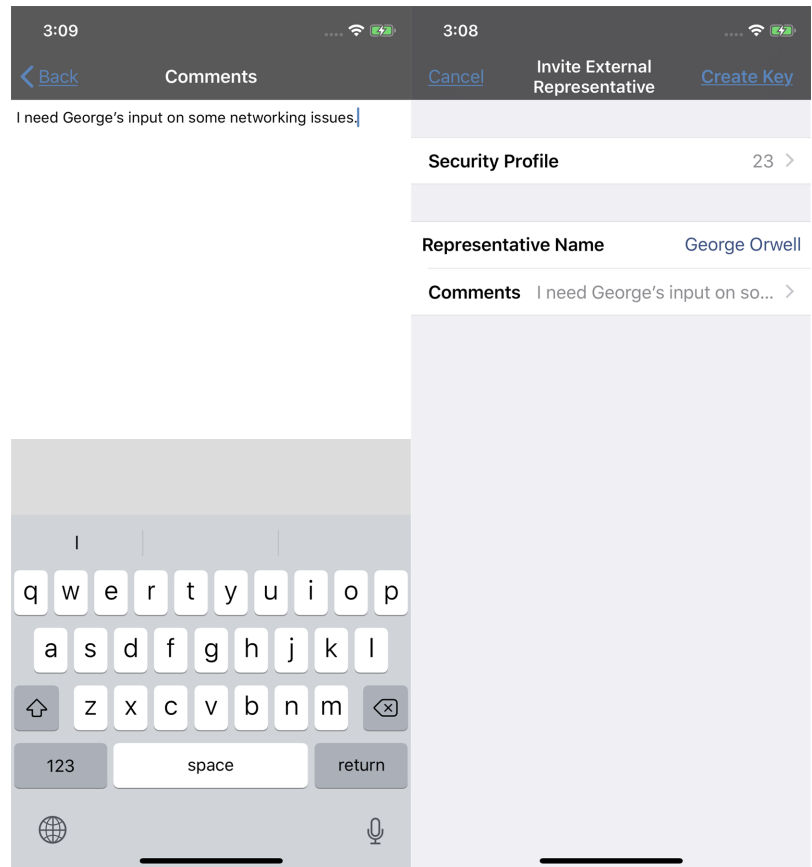 3:09
Back
Comments
I need George’s input on some networking issues.
I
q w e r t y u i o p
a s d f g h j k l
z x c v b n m
123 space return
3:08
Cancel
Invite External
Representative
Create Key
Security Profile 23
Representative Name George Orwell
Comments I need George’s input on so...